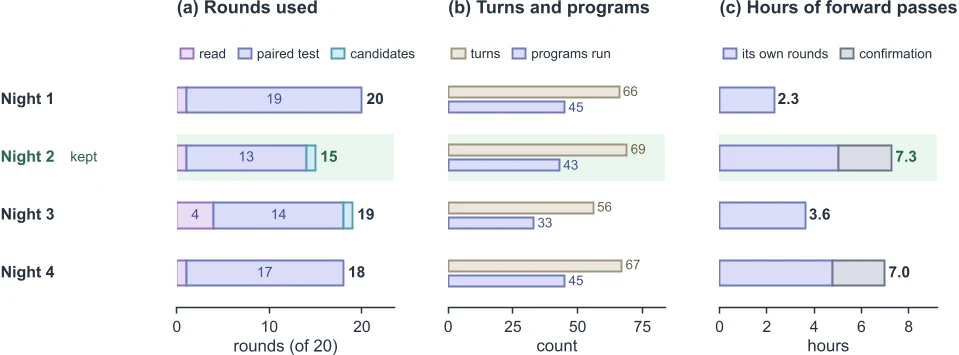 (a) Rounds used
(b) Turns and programs
(c) Hours of forward passes
read
paired test
candidates
turns
programs run
its own rounds
confirmation
Night 1
19
20
66
45
2.3
Night 2 kept
13
15
69
43
7.3
Night 3
4
14
19
56
33
3.6
Night 4
17
18
67
45
7.0
0 10 20
0 25 50 75
0 2 4 6 8
rounds (of 20)
count
hours